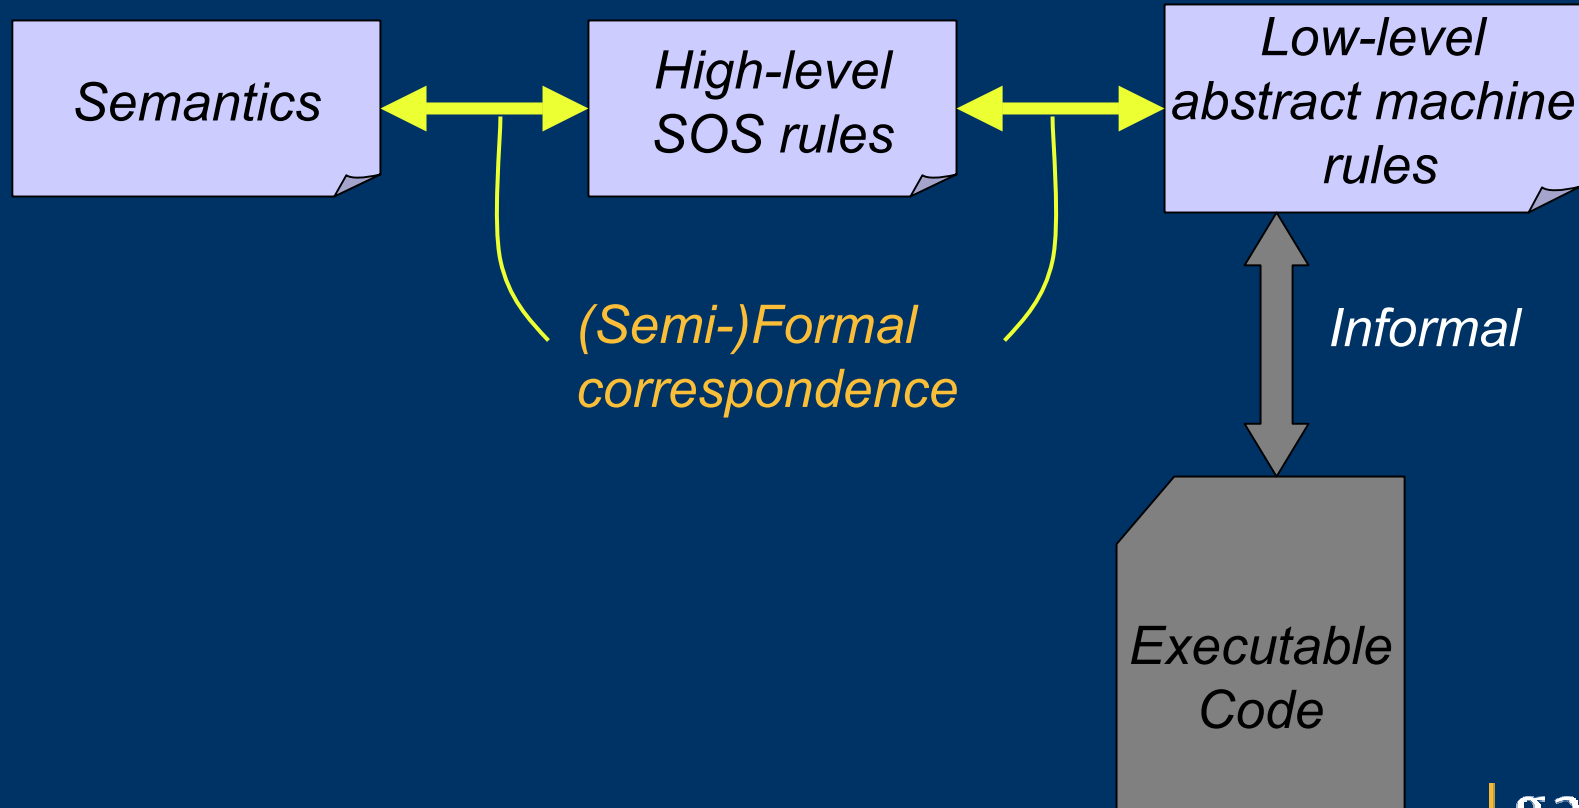 Semantics
High-level
SOS rules
Low-level
abstract machine
rules
(Semi-)Formal
correspondence
Informal
Executable
Code